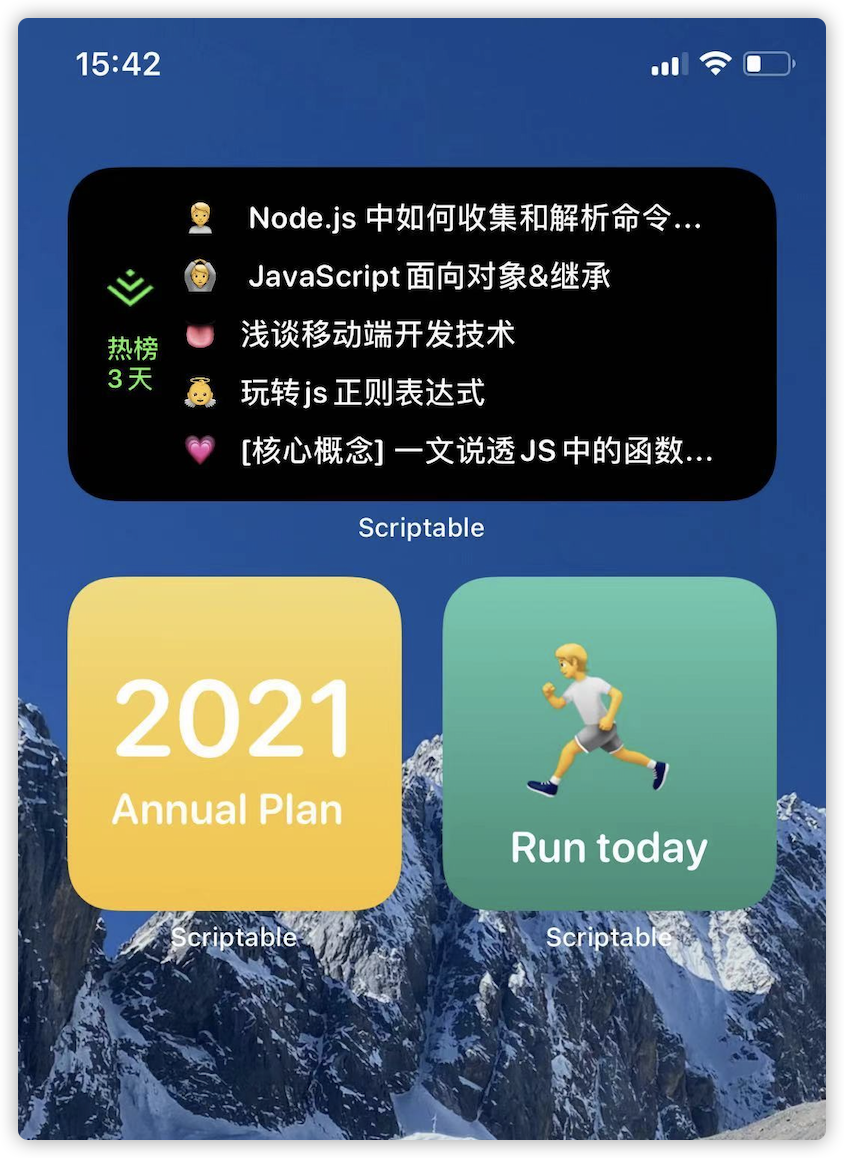 15:42
Node.js 中如何收集和解析命令...
JavaScript 面向对象&继承
热榜
3 天
浅谈移动端开发技术
玩转 js 正则表达式
[核心概念] 一文说透 JS 中的函数...
Scriptable
2021
Annual Plan
Run today
Scriptable
Scriptable